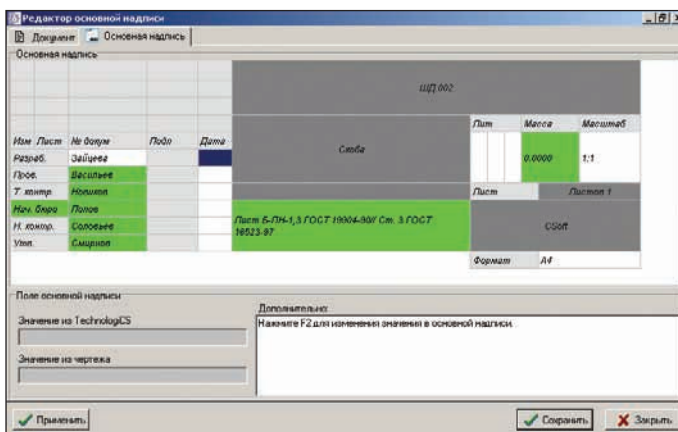 Редактор основной надписи
Документ Основная надпись
Основная надпись
ШД 002
Лит Масса Масштаб
Изм Лист № докум Подп Дата
Скоба
0.0000 1:1
Разраб. Зайцева
Пров. Васильев
Т. контр Новиков
Лист Листов 1
Нач. бюро Попов
Лист Б-ПН-1,3 ГОСТ 19904-90// Ст. 3 ГОСТ
16523-97
CSoft
Н. контр. Соловьев
Утв. Смирнов
Формат А4
Поле основной надписи
Значение из TechnologiCS
Дополнительно:
Нажмите F2 для изменения значения в основной надписи.
Значение из чертежа
Применить Сохранить Закрыть